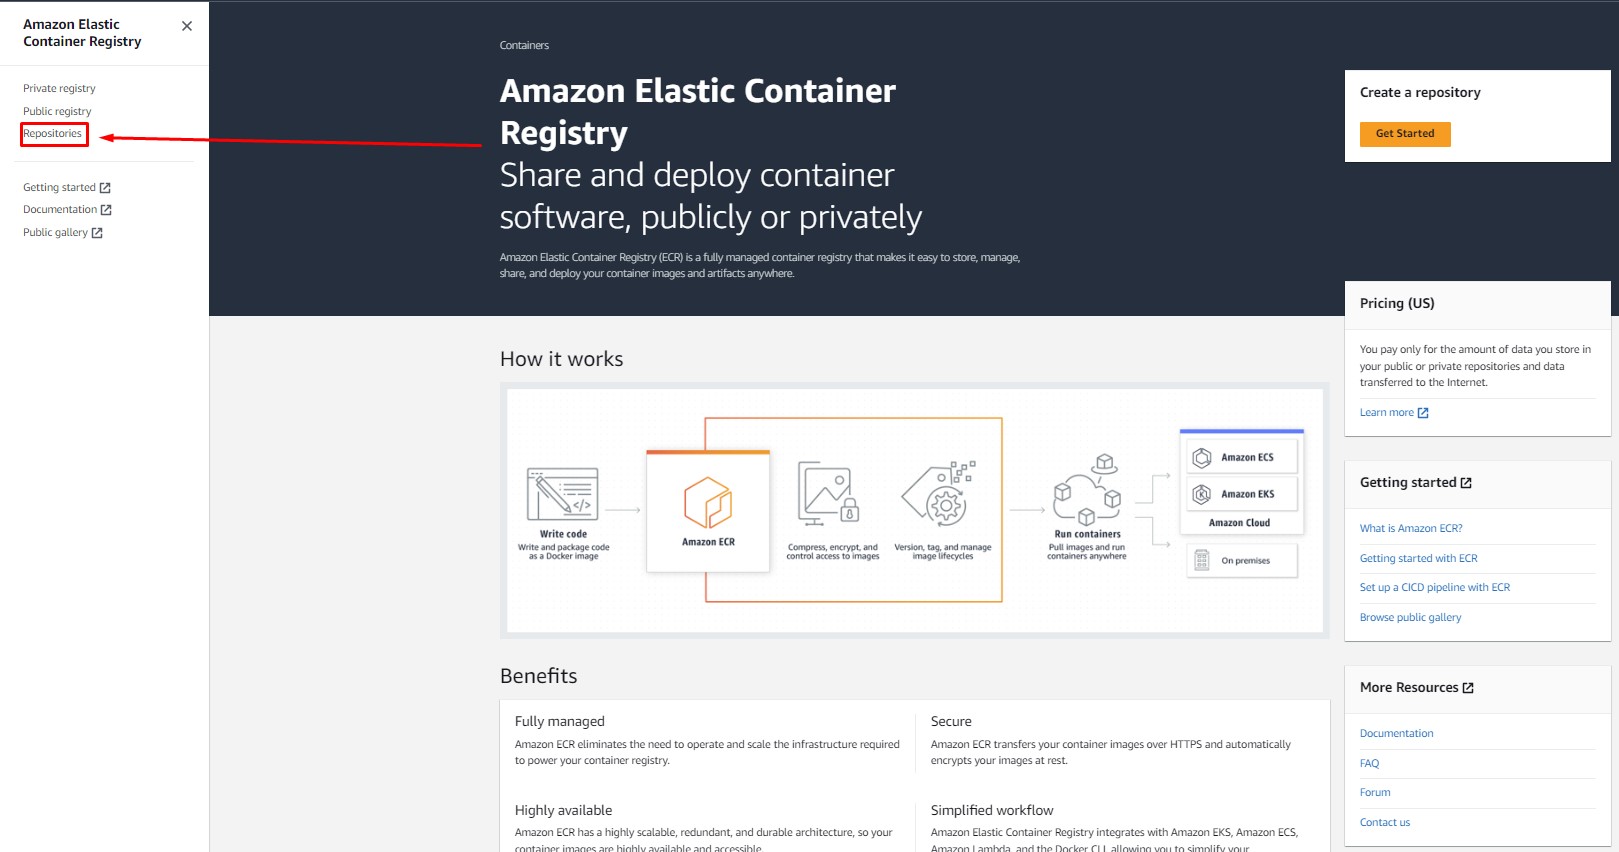 Amazon Elastic
Container Registry
Private registry
Public registry
Repositories
Getting started
Documentation
Public gallery
Containers
Amazon Elastic Container
Registry
Share and deploy container
software, publicly or privately
Amazon Elastic Container Registry (ECR) is a fully managed container registry that makes it easy to store, manage,
share, and deploy your container images and artifacts anywhere.
Create a repository
Get Started
Pricing (US)
You pay only for the amount of data you store in
your public or private repositories and data
transferred to the Internet.
Learn more
How it works
Write code
Write and package code
as a Docker image
Amazon ECR
Compress, encrypt, and
control access to images
Version, tag, and manage
image lifecycles
Run containers
Pull images and run
containers anywhere
Amazon ECS
Amazon EKS
Amazon Cloud
On premises
Getting started
What is Amazon ECR?
Getting started with ECR
Set up a CICD pipeline with ECR
Browse public gallery
Benefits
Fully managed
Amazon ECR eliminates the need to operate and scale the infrastructure required
to power your container registry.
Secure
Amazon ECR transfers your container images over HTTPS and automatically
encrypts your images at rest.
Highly available
Amazon ECR has a highly scalable, redundant, and durable architecture, so your
container images are highly available and accessible.
Simplified workflow
Amazon Elastic Container Registry integrates with Amazon EKS, Amazon ECS,
Amazon Lambda, and the Docker CLI, allowing you to simplify your
More Resources
Documentation
FAQ
Forum
Contact us